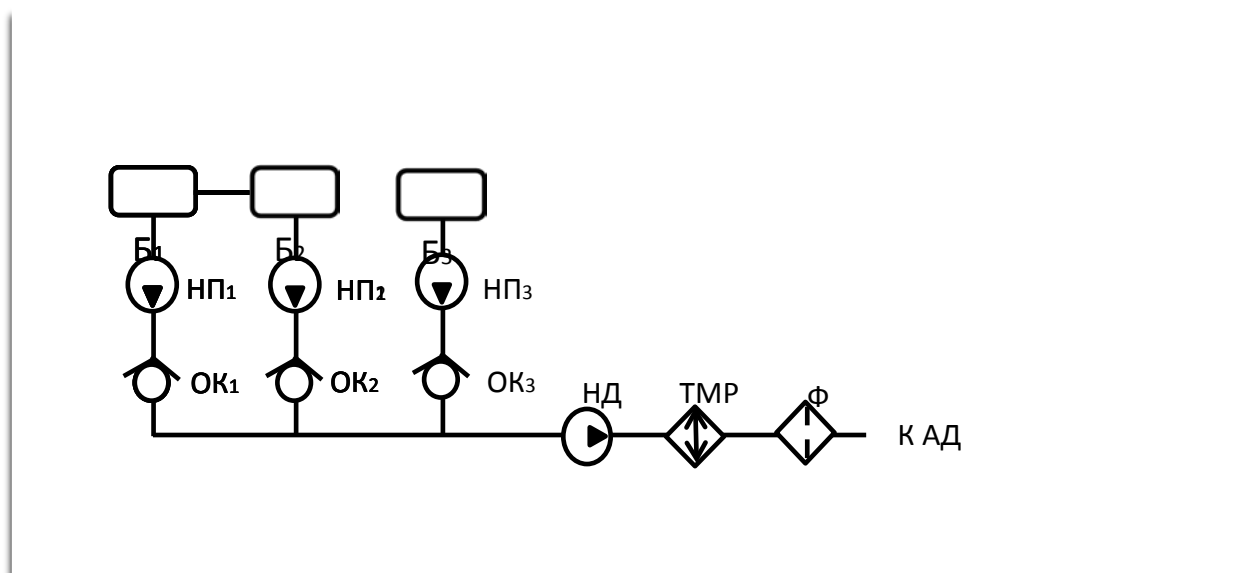 Б1 Б2 Б3
НП1 НП2 НП3
ОК1 ОК2 ОК3
НД ТМР Ф
К АД